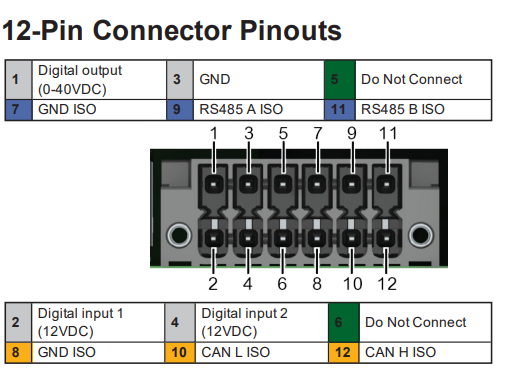 12-Pin Connector Pinouts
1 Digital output (0-40VDC) 3 GND 5 Do Not Connect
7 GND ISO 9 RS485 A ISO 11 RS485 B ISO
1 3 5 7 9 11
2 4 6 8 10 12
2 Digital input 1 (12VDC) 4 Digital input 2 (12VDC) 6 Do Not Connect
8 GND ISO 10 CAN L ISO 12 CAN H ISO